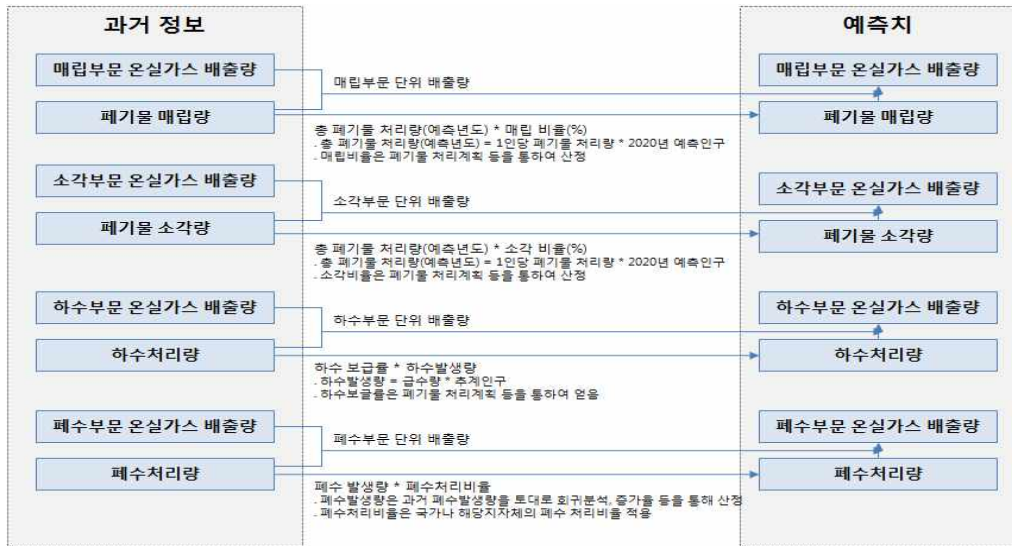 과거 정보
예측치
매립부문 온실가스 배출량
매립부문 단위 배출량
매립부문 온실가스 배출량
폐기물 매립량
폐기물 매립량
총 폐기물 처리량(예측년도) * 매립 비율(%)
. 총 폐기물 처리량(예측년도) = 1인당 폐기물 처리량 * 2020년 예측인구
. 매립비율은 폐기물 처리계획 등을 통하여 산정
소각부문 온실가스 배출량
소각부문 단위 배출량
소각부문 온실가스 배출량
폐기물 소각량
폐기물 소각량
총 폐기물 처리량(예측년도) * 소각 비율(%)
. 총 폐기물 처리량(예측년도) = 1인당 폐기물 처리량 * 2020년 예측인구
. 소각비율은 폐기물 처리계획 등을 통하여 산정
하수부문 온실가스 배출량
하수부문 단위 배출량
하수부문 온실가스 배출량
하수처리량
하수처리량
하수 보급률 * 하수발생량
. 하수발생량 = 급수량 * 추계인구
. 하수보글률은 폐기물 처리계획 등을 통하여 얻음
폐수부문 온실가스 배출량
폐수부문 단위 배출량
폐수부문 온실가스 배출량
폐수처리량
폐수처리량
폐수 발생량 * 폐수처리비율
. 폐수발생량은 과거 폐수발생량을 토대로 회귀분석, 증가율 등을 통해 산정
. 폐수처리비율은 국가나 해당지자체의 폐수 처리비율 적용